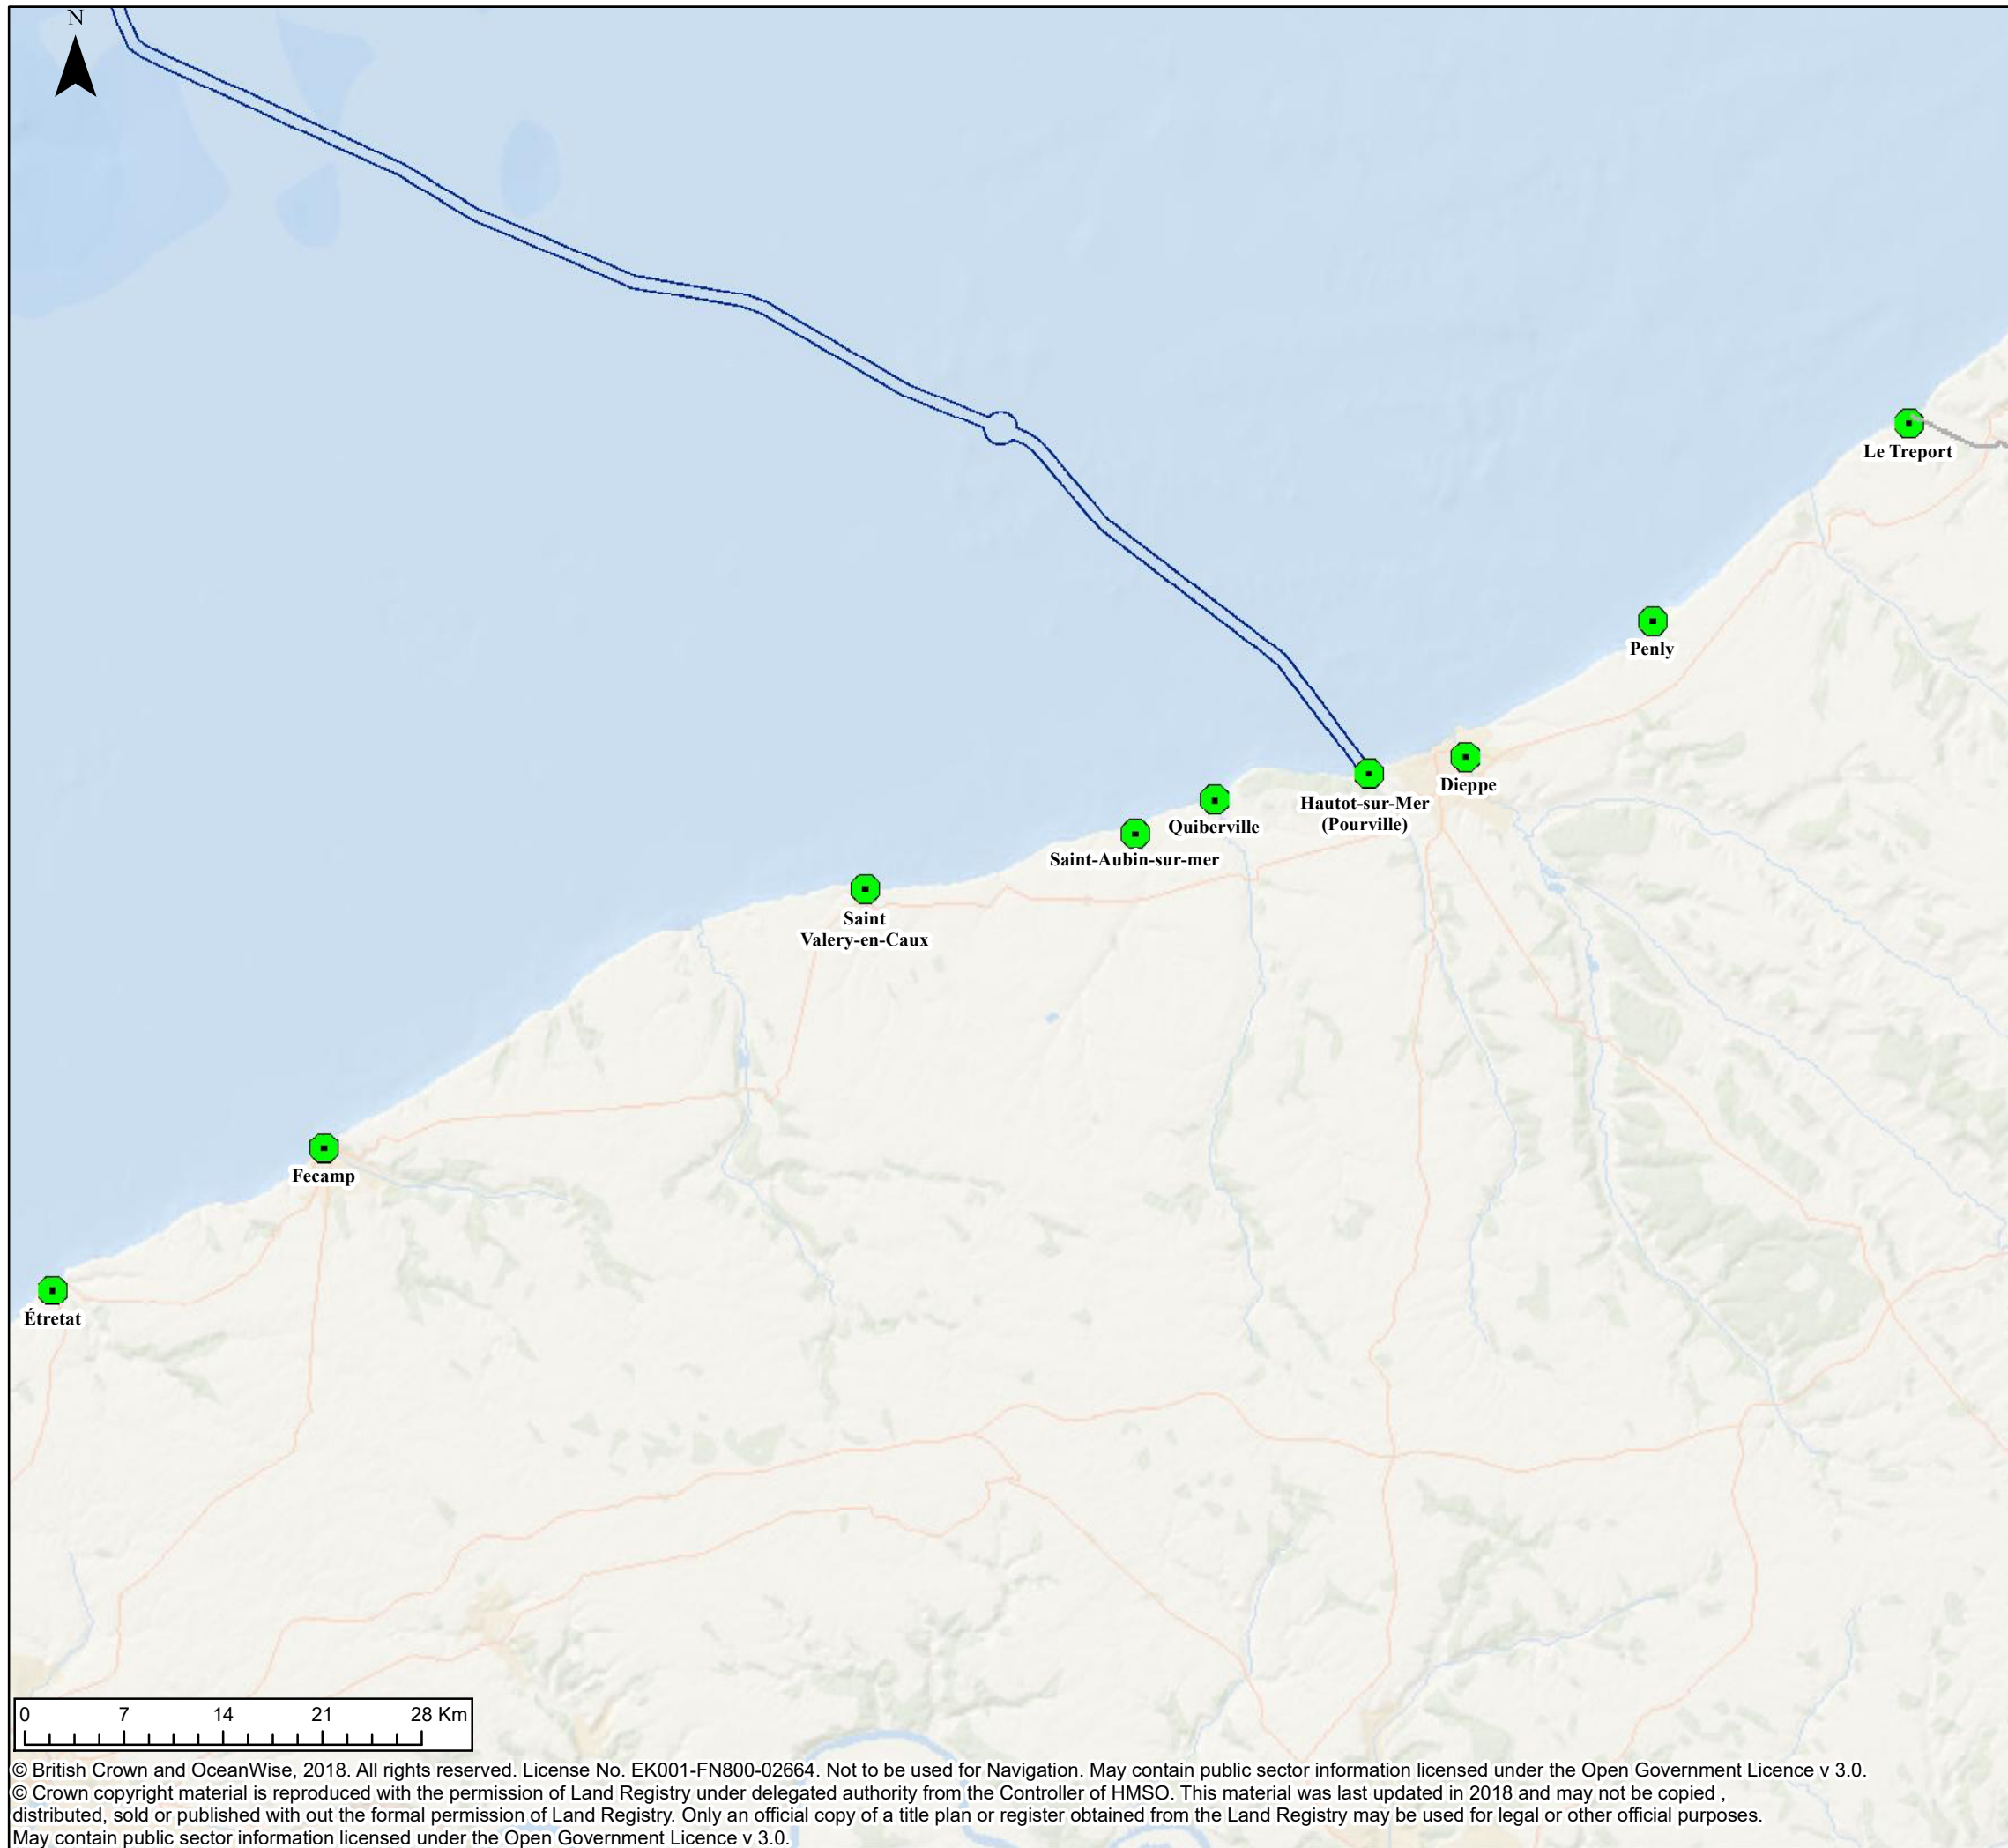 N
Le Treport
Penly
Dieppe
Hautot-sur-Mer
(Pourville)
Quiberville
Saint-Aubin-sur-mer
Saint
Valery-en-Caux
Fecamp
Étretat
0 7 14 21 28 Km
© British Crown and OceanWise, 2018. All rights reserved. License No. EK001-FN800-02664. Not to be used for Navigation. May contain public sector information licensed under the Open Government Licence v 3.0.
© Crown copyright material is reproduced with the permission of Land Registry under delegated authority from the Controller of HMSO. This material was last updated in 2018 and may not be copied ,
distributed, sold or published with out the formal permission of Land Registry. Only an official copy of a title plan or register obtained from the Land Registry may be used for legal or other official purposes.
May contain public sector information licensed under the Open Government Licence v 3.0.